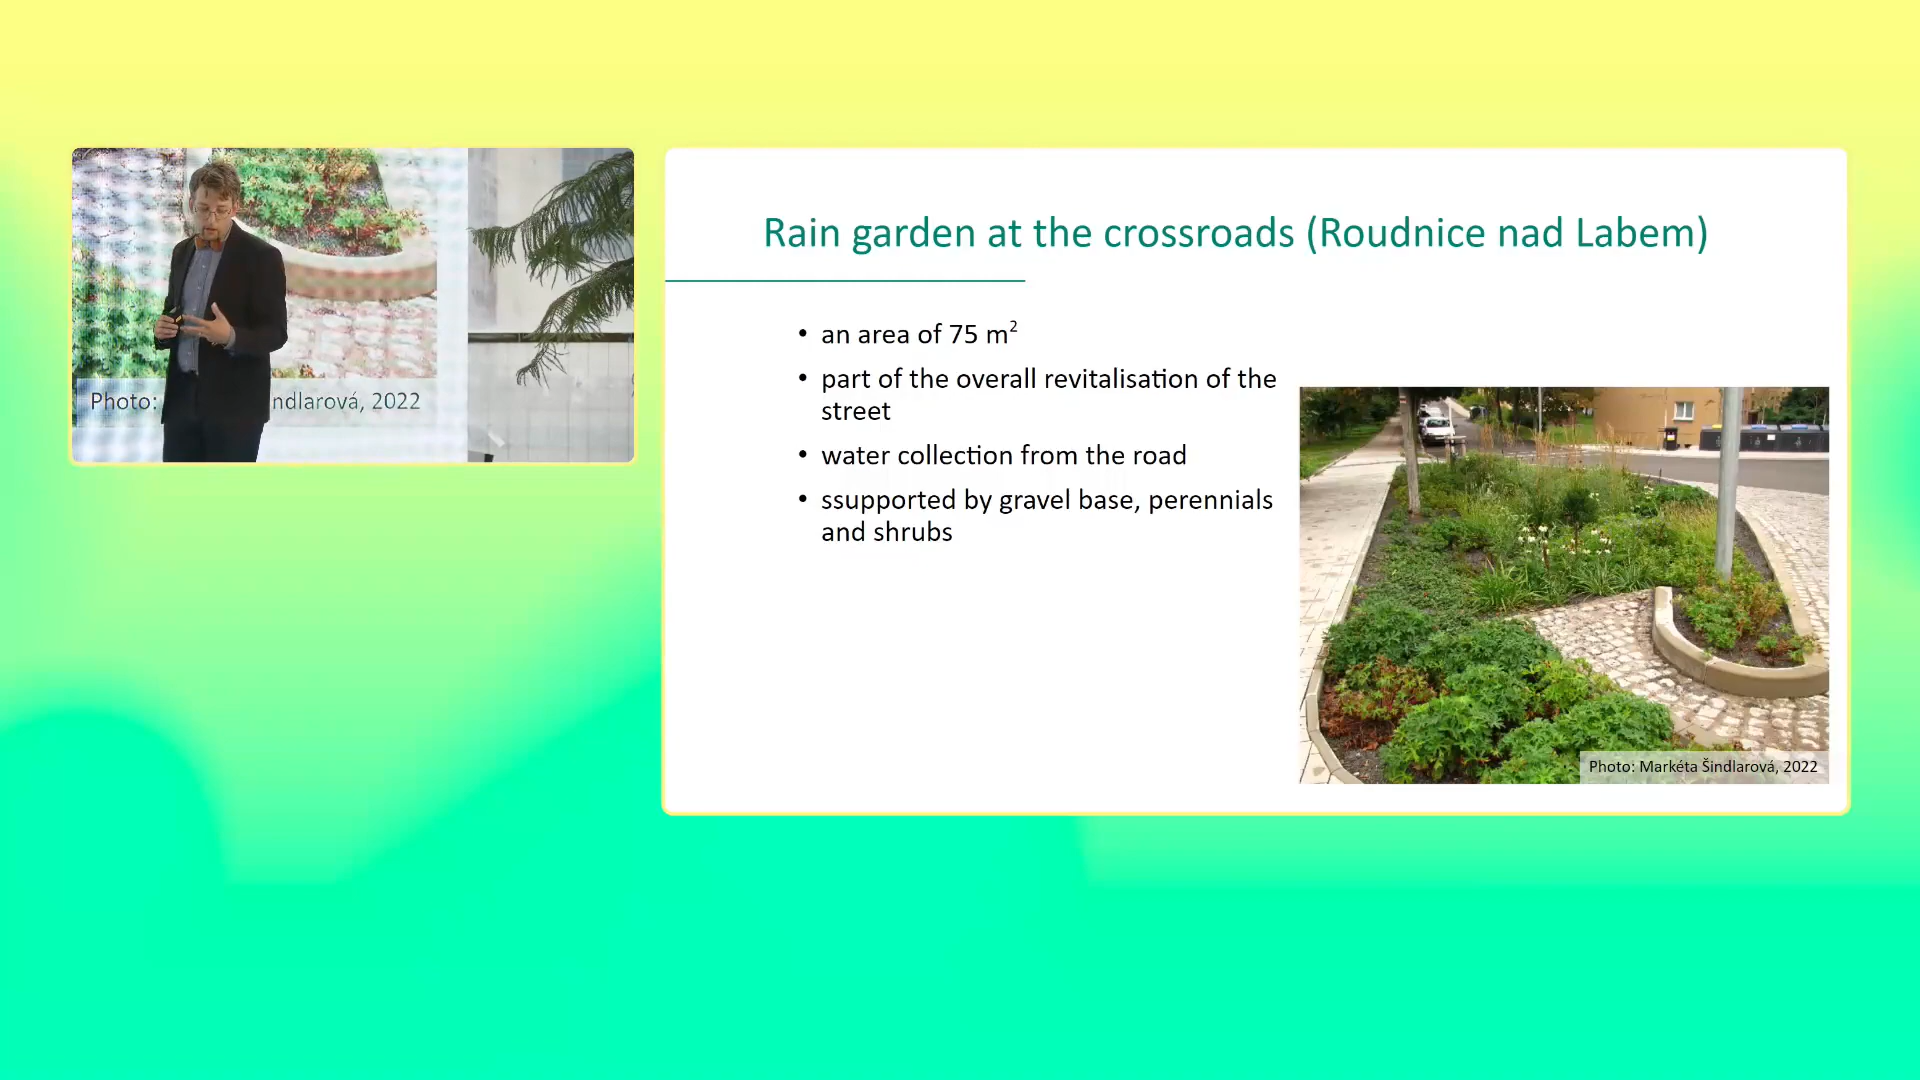 Photo: ndlarová, 2022
Rain garden at the crossroads (Roudnice nad Labem)
• an area of 75 m²
• part of the overall revitalisation of the
street
• water collection from the road
• ssupported by gravel base, perennials
and shrubs
Photo: Markéta Šindlarová, 2022